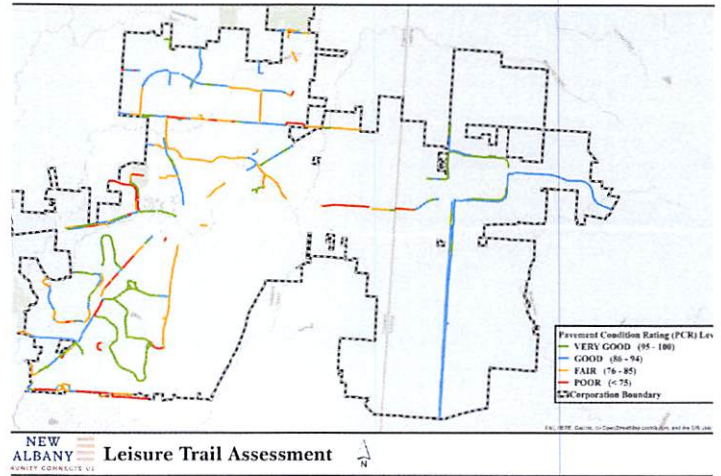 Pavement Condition Rating (PCR) Lev
VERY GOOD (95 - 100)
GOOD (86 - 94)
FAIR (76 - 85)
POOR (< 75)
Corporation Boundary
NEW
ALBANY
Leisure Trail Assessment
N